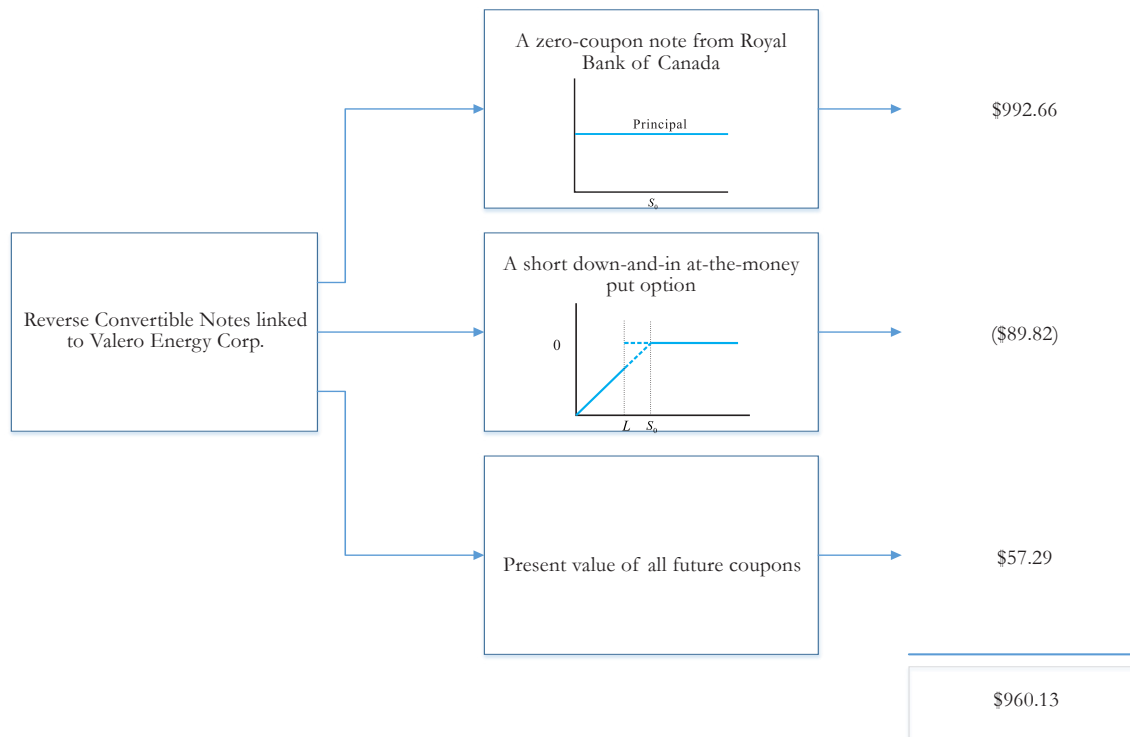 A zero-coupon note from Royal
Bank of Canada
Principal
S₀
$992.66
Reverse Convertible Notes linked
to Valero Energy Corp.
A short down-and-in at-the-money
put option
0
L S₀
($89.82)
Present value of all future coupons
$57.29
$960.13